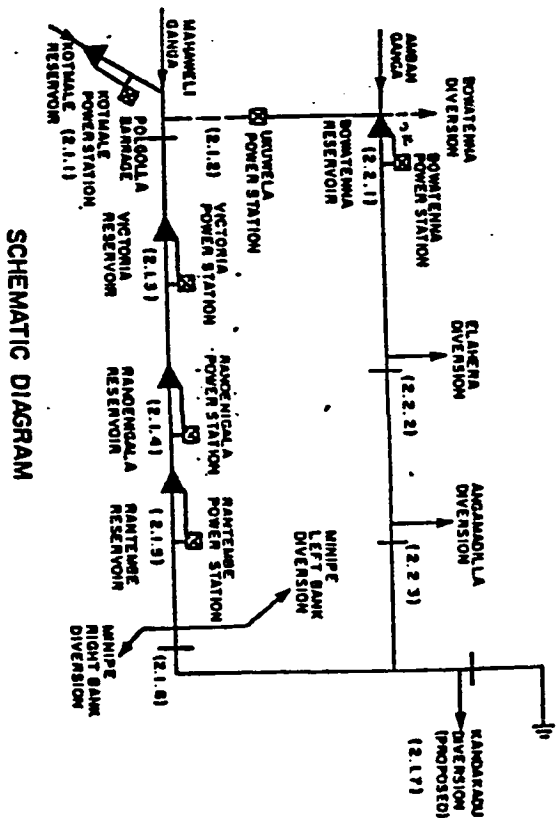 BOWATENNA
DIVERSION
BOWATENNA
POWER STATION
(2.2.1)
AMBAN
GANGA
BOWATENNA
RESERVOIR
ELAHERA
DIVERSION
(2.2.2)
ANGAMADILLA
DIVERSION
(2.2.3)
KANDAKADU
DIVERSION
(PROPOSED)
(2.1.7)
UKUWELA
POWER STATION
(2.1.2)
MAHAWELI
GANGA
POLGOLLA
BARRAGE
KOTMALE
POWER STATION
KOTMALE (2.1.1)
RESERVOIR
VICTORIA
POWER STATION
(2.1.3)
VICTORIA
RESERVOIR
RANDENIGALA
POWER STATION
(2.1.4)
RANDENIGALA
RESERVOIR
RANTEMBE
POWER STATION
(2.1.5)
RANTEMBE
RESERVOIR
MINIPE
LEFT BANK
DIVERSION
(2.1.6)
MINIPE
RIGHT BANK
DIVERSION
SCHEMATIC DIAGRAM